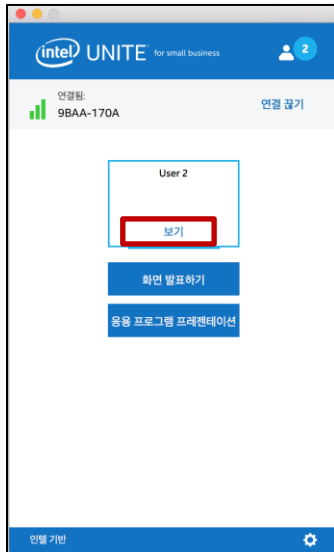 intel UNITE for small business
2
연결됨:
9BAA-170A
연결 끊기
User 2
보기
화면 발표하기
응용 프로그램 프레젠테이션
인텔 기반